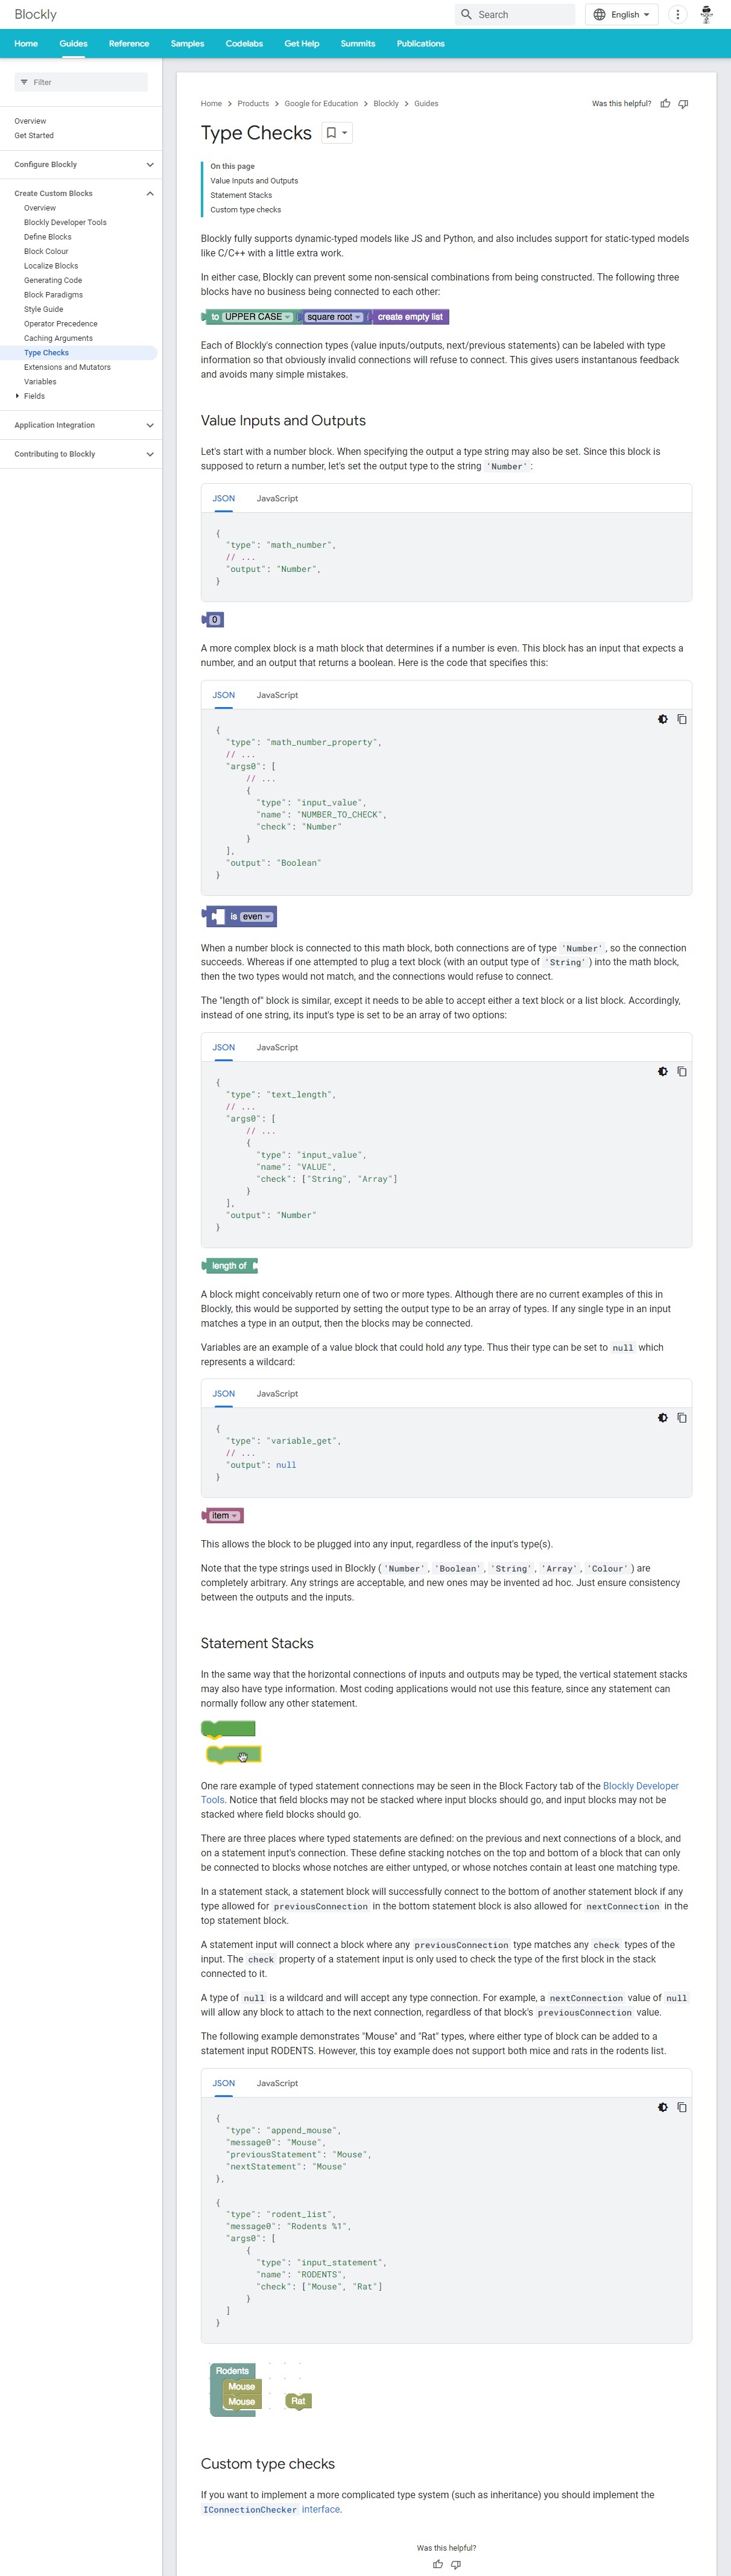 Blockly
Search
English
Home Guides Reference Samples Codelabs Get Help Summits Publications
Filter
Overview
Get Started
Configure Blockly
Create Custom Blocks
Overview
Blockly Developer Tools
Define Blocks
Block Colour
Localize Blocks
Generating Code
Block Paradigms
Style Guide
Operator Precedence
Caching Arguments
Type Checks
Extensions and Mutators
Variables
Fields
Application Integration
Contributing to Blockly
Home > Products > Google for Education > Blockly > Guides
Was this helpful?
Type Checks
On this page
Value Inputs and Outputs
Statement Stacks
Custom type checks
Blockly fully supports dynamic-typed models like JS and Python, and also includes support for static-typed models
like C/C++ with a little extra work.
In either case, Blockly can prevent some non-sensical combinations from being constructed. The following three
blocks have no business being connected to each other:
to UPPER CASE square root create empty list
Each of Blockly's connection types (value inputs/outputs, next/previous statements) can be labeled with type
information so that obviously invalid connections will refuse to connect. This gives users instantaneous feedback
and avoids many simple mistakes.
Value Inputs and Outputs
Let's start with a number block. When specifying the output a type string may also be set. Since this block is
supposed to return a number, let's set the output type to the string 'Number':
JSON JavaScript
{
"type": "math_number",
// ...
"output": "Number",
}
0
A more complex block is a math block that determines if a number is even. This block has an input that expects a
number, and an output that returns a boolean. Here is the code that specifies this:
JSON JavaScript
{
"type": "math_number_property",
// ...
"args0": [
// ...
{
"type": "input_value",
"name": "NUMBER_TO_CHECK",
"check": "Number"
}
],
"output": "Boolean"
}
is even
When a number block is connected to this math block, both connections are of type 'Number', so the connection
succeeds. Whereas if one attempted to plug a text block (with an output type of 'String') into the math block,
then the two types would not match, and the connections would refuse to connect.
The "length of" block is similar, except it needs to be able to accept either a text block or a list block. Accordingly,
instead of one string, its input's type is set to be an array of two options:
JSON JavaScript
{
"type": "text_length",
// ...
"args0": [
// ...
{
"type": "input_value",
"name": "VALUE",
"check": ["String", "Array"]
}
],
"output": "Number"
}
length of
A block might conceivably return one of two or more types. Although there are no current examples of this in
Blockly, this would be supported by setting the output type to be an array of types. If any single type in an input
matches a type in an output, then the blocks may be connected.
Variables are an example of a value block that could hold any type. Thus their type can be set to null which
represents a wildcard:
JSON JavaScript
{
"type": "variable_get",
// ...
"output": null
}
item
This allows the block to be plugged into any input, regardless of the input's type(s).
Note that the type strings used in Blockly ('Number', 'Boolean', 'String', 'Array', 'Colour') are
completely arbitrary. Any strings are acceptable, and new ones may be invented ad hoc. Just ensure consistency
between the outputs and the inputs.
Statement Stacks
In the same way that the horizontal connections of inputs and outputs may be typed, the vertical statement stacks
may also have type information. Most coding applications would not use this feature, since any statement can
normally follow any other statement.
One rare example of typed statement connections may be seen in the Block Factory tab of the Blockly Developer
Tools. Notice that field blocks may not be stacked where input blocks should go, and input blocks may not be
stacked where field blocks should go.
There are three places where typed statements are defined: on the previous and next connections of a block, and
on a statement input's connection. These define stacking notches on the top and bottom of a block that can only
be connected to blocks whose notches are either untyped, or whose notches contain at least one matching type.
In a statement stack, a statement block will successfully connect to the bottom of another statement block if any
type allowed for previousConnection in the bottom statement block is also allowed for nextConnection in the
top statement block.
A statement input will connect a block where any previousConnection type matches any check types of the
input. The check property of a statement input is only used to check the type of the first block in the stack
connected to it.
A type of null is a wildcard and will accept any type connection. For example, a nextConnection value of null
will allow any block to attach to the next connection, regardless of that block's previousConnection value.
The following example demonstrates "Mouse" and "Rat" types, where either type of block can be added to a
statement input RODENTS. However, this toy example does not support both mice and rats in the rodents list.
JSON JavaScript
{
"type": "append_mouse",
"message0": "Mouse",
"previousStatement": "Mouse",
"nextStatement": "Mouse"
},
{
"type": "rodent_list",
"message0": "Rodents %1",
"args0": [
{
"type": "input_statement",
"name": "RODENTS",
"check": ["Mouse", "Rat"]
}
]
}
Rodents
Mouse
Mouse Rat
Custom type checks
If you want to implement a more complicated type system (such as inheritance) you should implement the
IConnectionChecker interface.
Was this helpful?